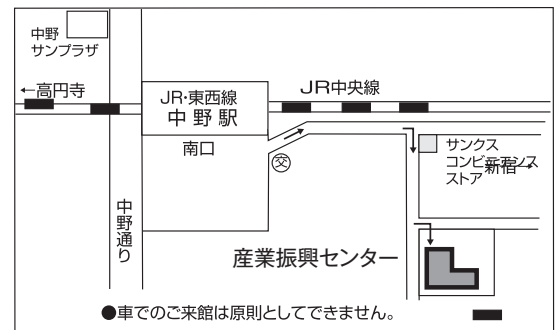 中野
サンプラザ
←高円寺
JR・東西線
中野駅
JR中央線
南口
交
サンクス
コンビニエンス
ストア
新宿→
中野通り
産業振興センター
●車でのご来館は原則としてできません。